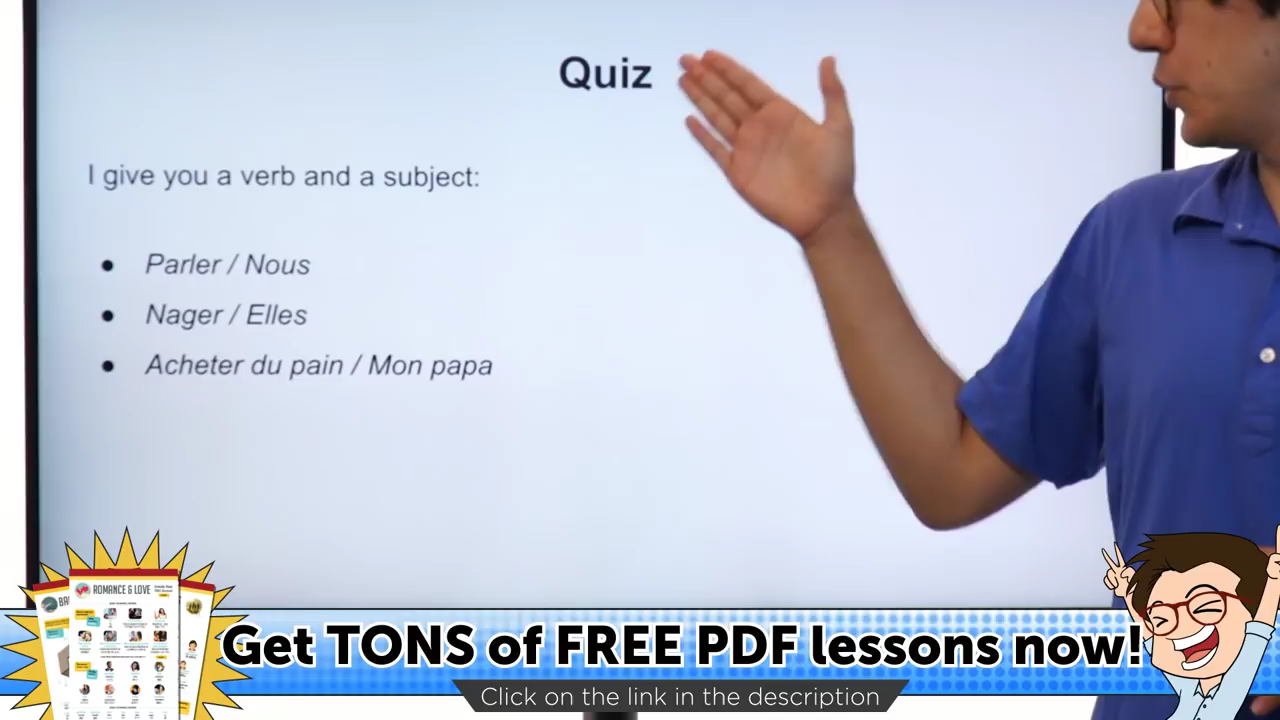 Quiz
I give you a verb and a subject:
● Parler / Nous
● Nager / Elles
● Acheter du pain / Mon papa
ROMANCE & LOVE
Get TONS of FREE PDF lessons now!
Click on the link in the description